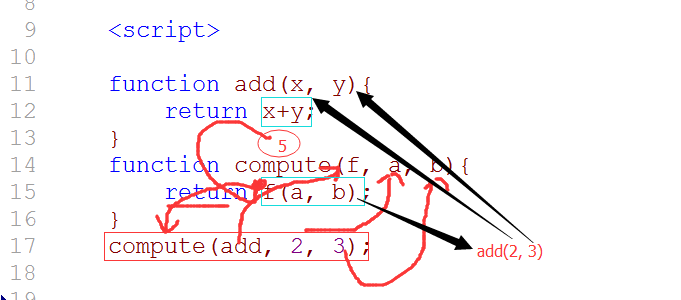 8
9 <script>
10
11 function add(x, y){
12 return x+y;
13 }
5
14 function compute(f, a, b){
15 return f(a, b);
16 }
17 compute(add, 2, 3);
add(2, 3)
18
19